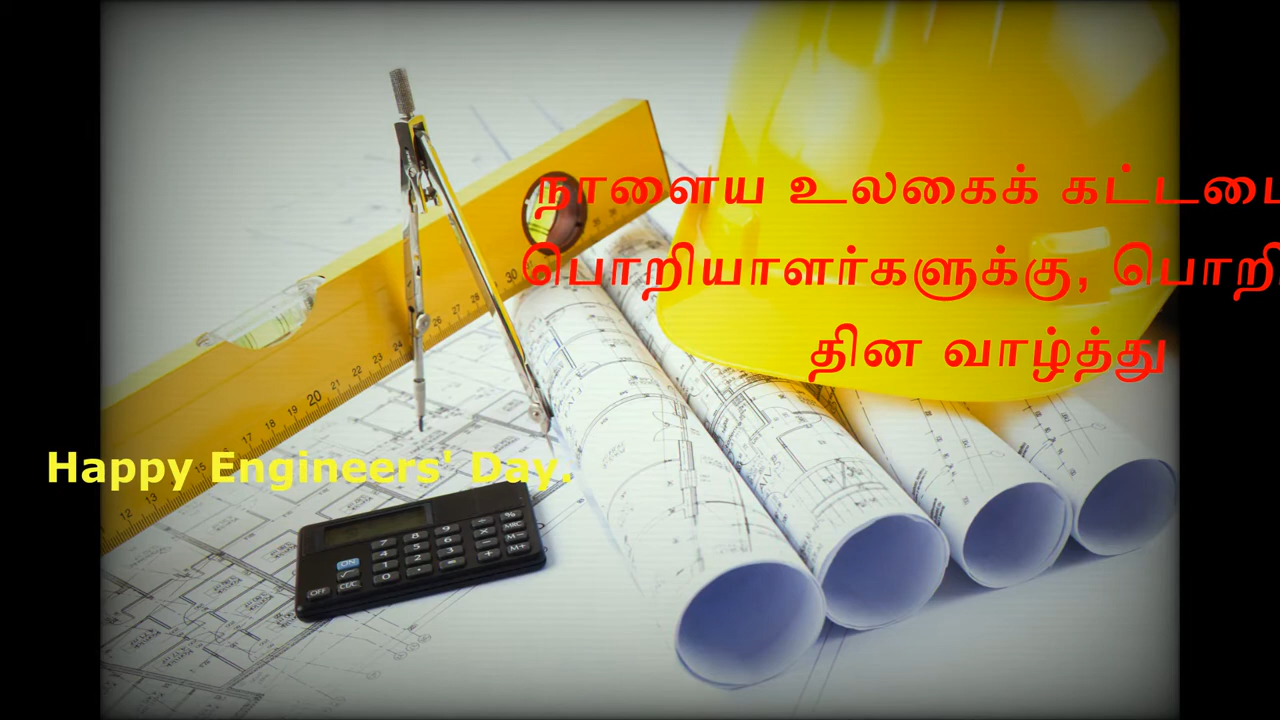 நாளைய உலகைக்
பொறியாளர்களுக்கு,
தின வாழ்த்து
Happy Engineers' Day.